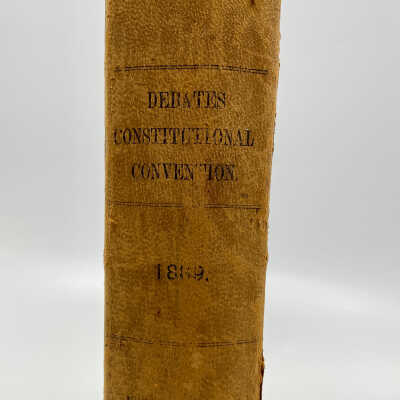 DEBATES
CONSTITUTIONAL
CONVENTION.
1869.